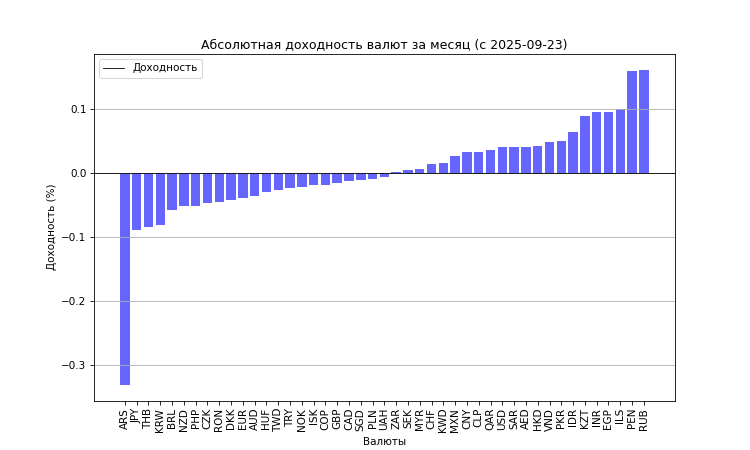 Абсолютная доходность валют за месяц (с 2025-09-23)
Доходность
Доходность (%)
0.1
0.0
−0.1
−0.2
−0.3
ARS JPY THB KRW BRL NZD PHP CZK RON DKK EUR AUD HUF TWD TRY NOK ISK COP GBP CAD SGD PLN UAH ZAR SEK MYR CHF KWD MXN CNY CLP QAR USD SAR AED HKD VND PKR IDR KZT INR EGP ILS PEN RUB
Валюты